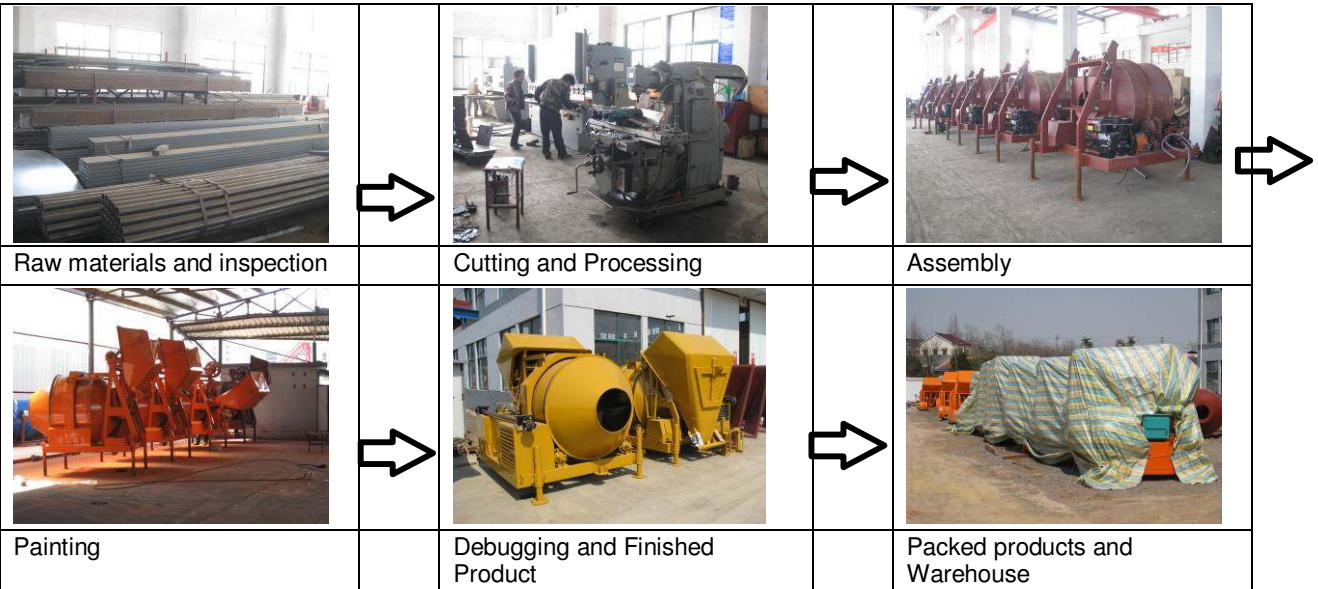 Raw materials and inspection
Cutting and Processing
Assembly
Painting
Debugging and Finished
Product
Packed products and
Warehouse